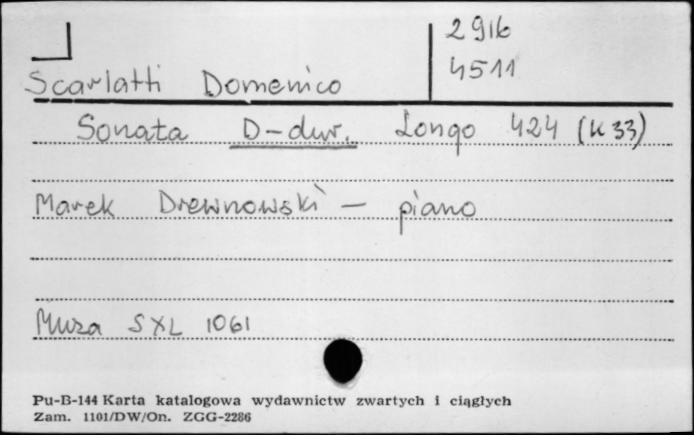 2916
4511
Scarlatti Domenico
Sonata D-dur. Longo 424 (K 33)
Marek Drewnowski – piano
Muza SXL 1061
Pu-B-144 Karta katalogowa wydawnictw zwartych i ciągłych
Zam. 1101/DW/On. ZGG-2286